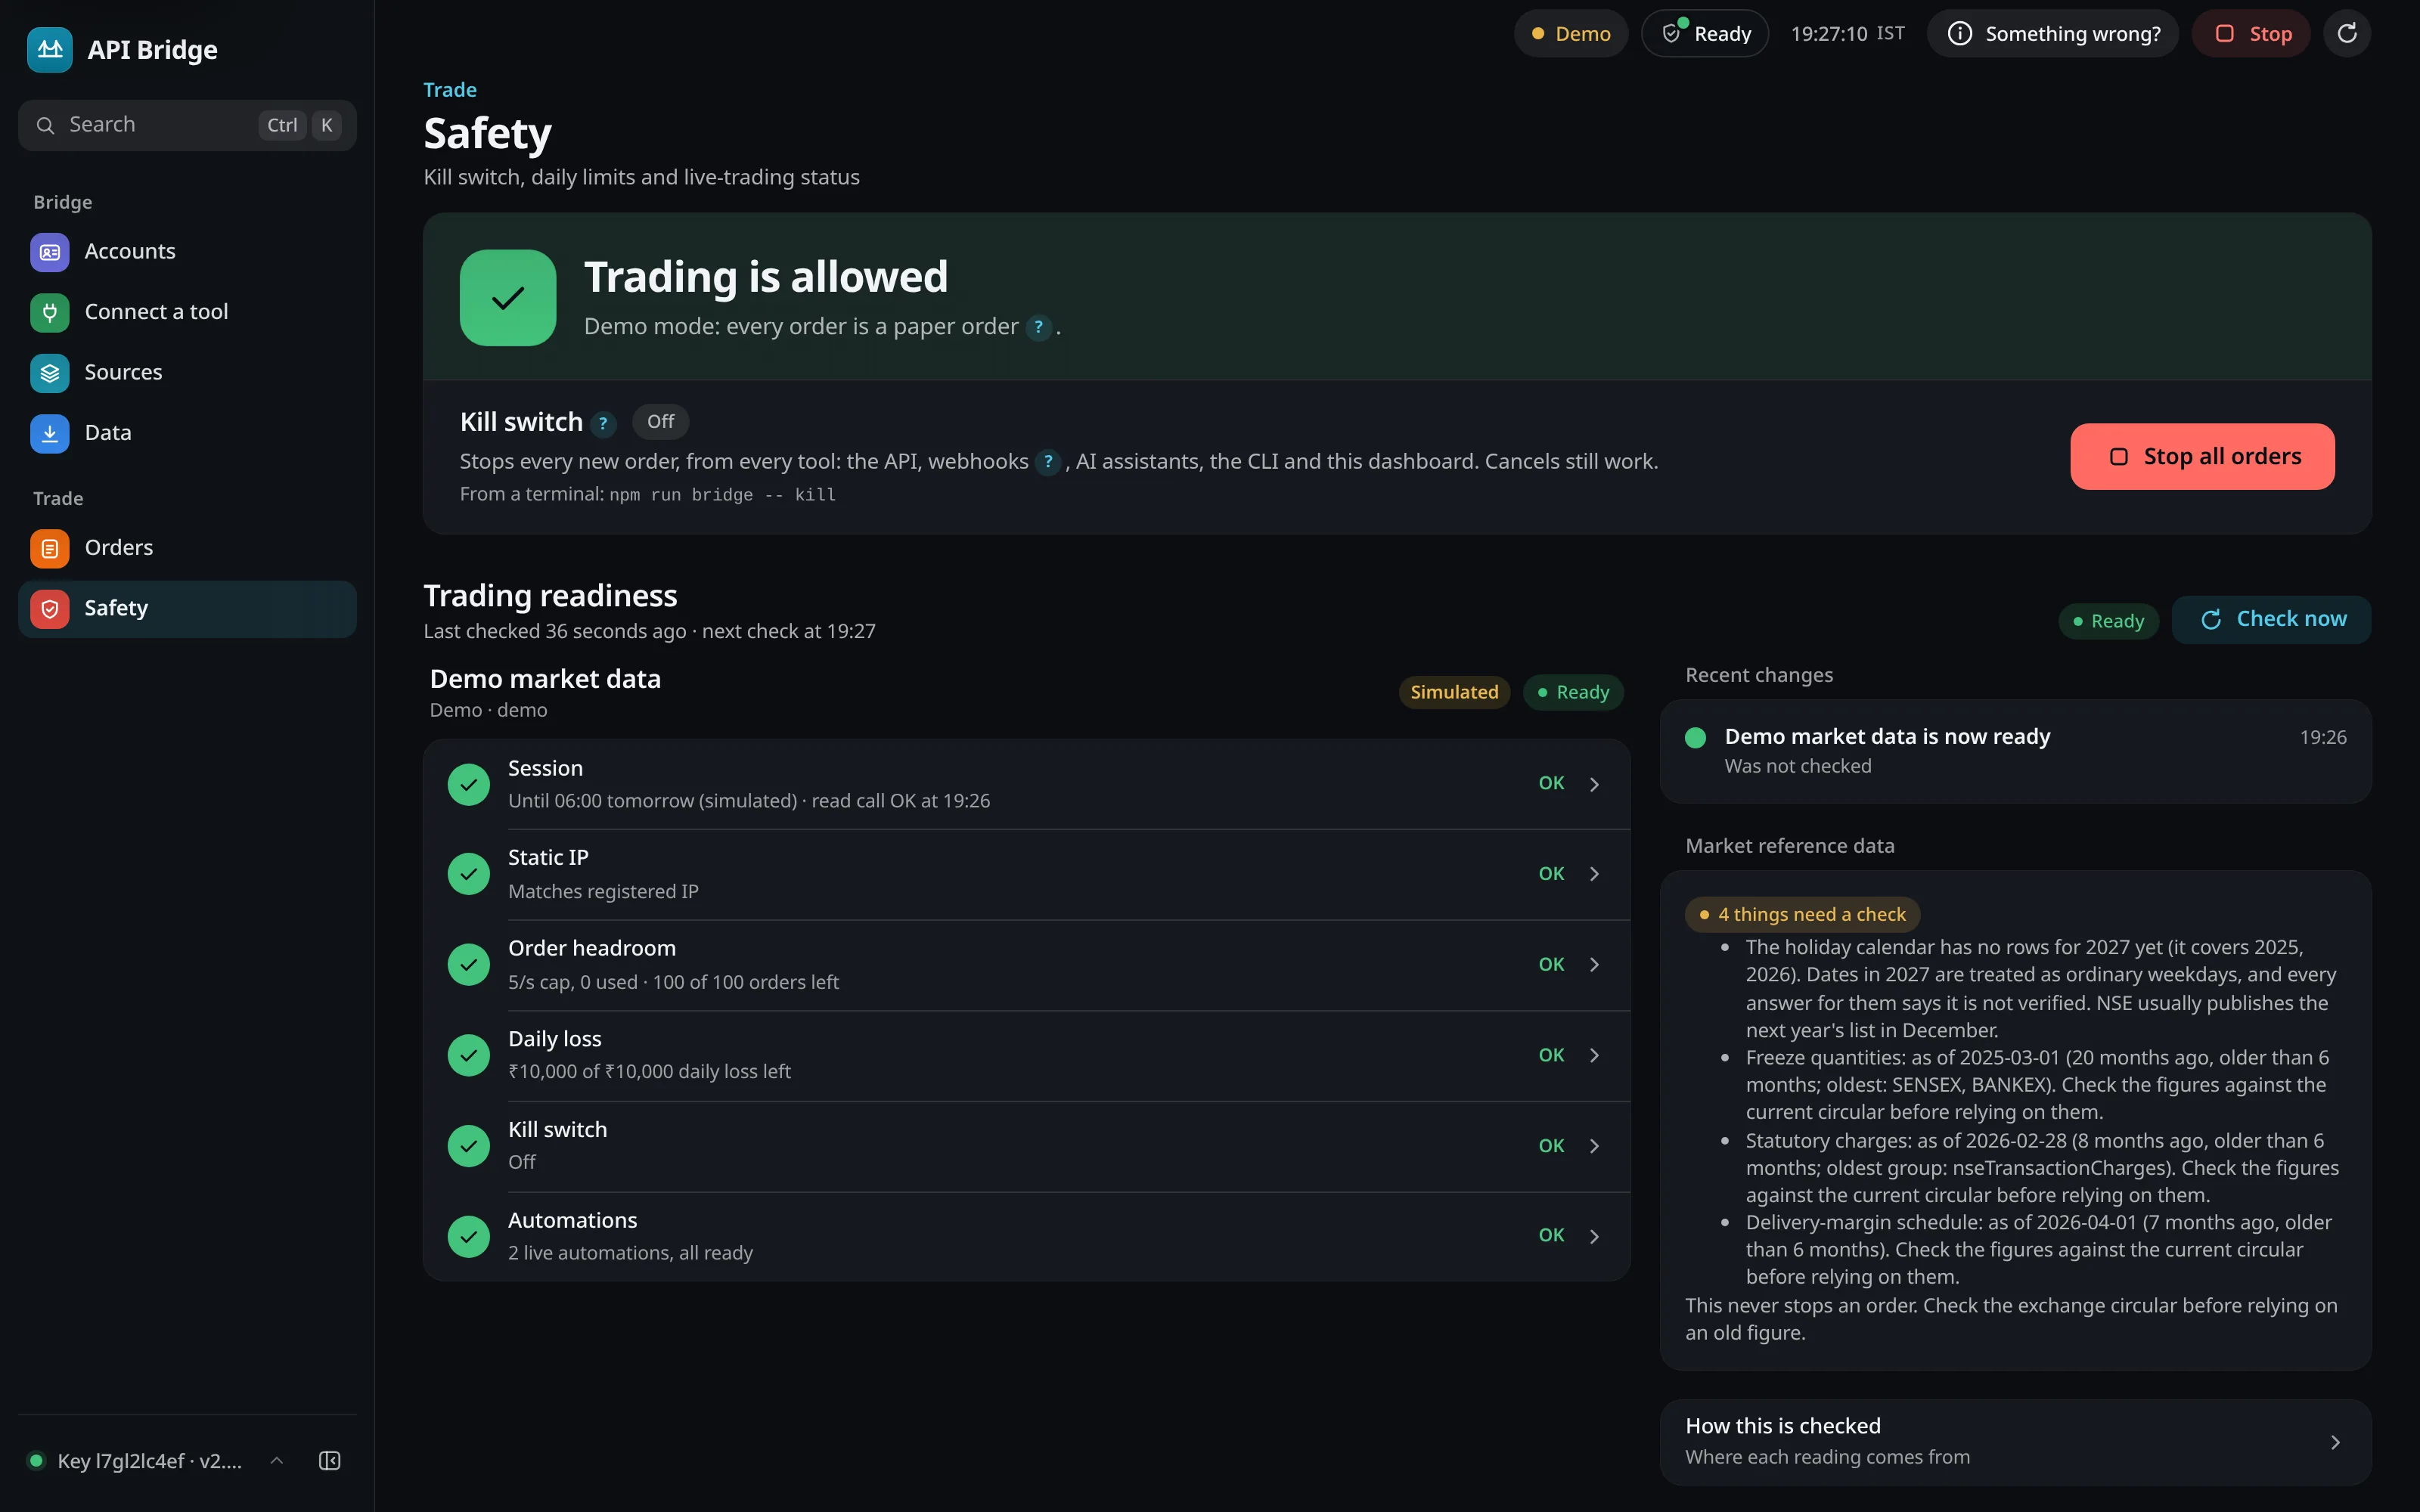 API Bridge
Search Ctrl K
Bridge
Accounts
Connect a tool
Sources
Data
Trade
Orders
Safety
Key l7gl2lc4ef · v2....
Demo
Ready
19:27:10 IST
Something wrong?
Stop
Trade
Safety
Kill switch, daily limits and live-trading status
Trading is allowed
Demo mode: every order is a paper order ? .
Kill switch ? Off
Stops every new order, from every tool: the API, webhooks ? , AI assistants, the CLI and this dashboard. Cancels still work.
From a terminal: npm run bridge -- kill
Stop all orders
Trading readiness
Last checked 36 seconds ago · next check at 19:27
Ready
Check now
Demo market data
Demo · demo
Simulated
Ready
Session
Until 06:00 tomorrow (simulated) · read call OK at 19:26
OK
Static IP
Matches registered IP
OK
Order headroom
5/s cap, 0 used · 100 of 100 orders left
OK
Daily loss
₹10,000 of ₹10,000 daily loss left
OK
Kill switch
Off
OK
Automations
2 live automations, all ready
OK
Recent changes
Demo market data is now ready 19:26
Was not checked
Market reference data
4 things need a check
• The holiday calendar has no rows for 2027 yet (it covers 2025,
2026). Dates in 2027 are treated as ordinary weekdays, and every
answer for them says it is not verified. NSE usually publishes the
next year's list in December.
• Freeze quantities: as of 2025-03-01 (20 months ago, older than 6
months; oldest: SENSEX, BANKEX). Check the figures against the
current circular before relying on them.
• Statutory charges: as of 2026-02-28 (8 months ago, older than 6
months; oldest group: nseTransactionCharges). Check the figures
against the current circular before relying on them.
• Delivery-margin schedule: as of 2026-04-01 (7 months ago, older
than 6 months). Check the figures against the current circular
before relying on them.
This never stops an order. Check the exchange circular before relying on
an old figure.
How this is checked
Where each reading comes from